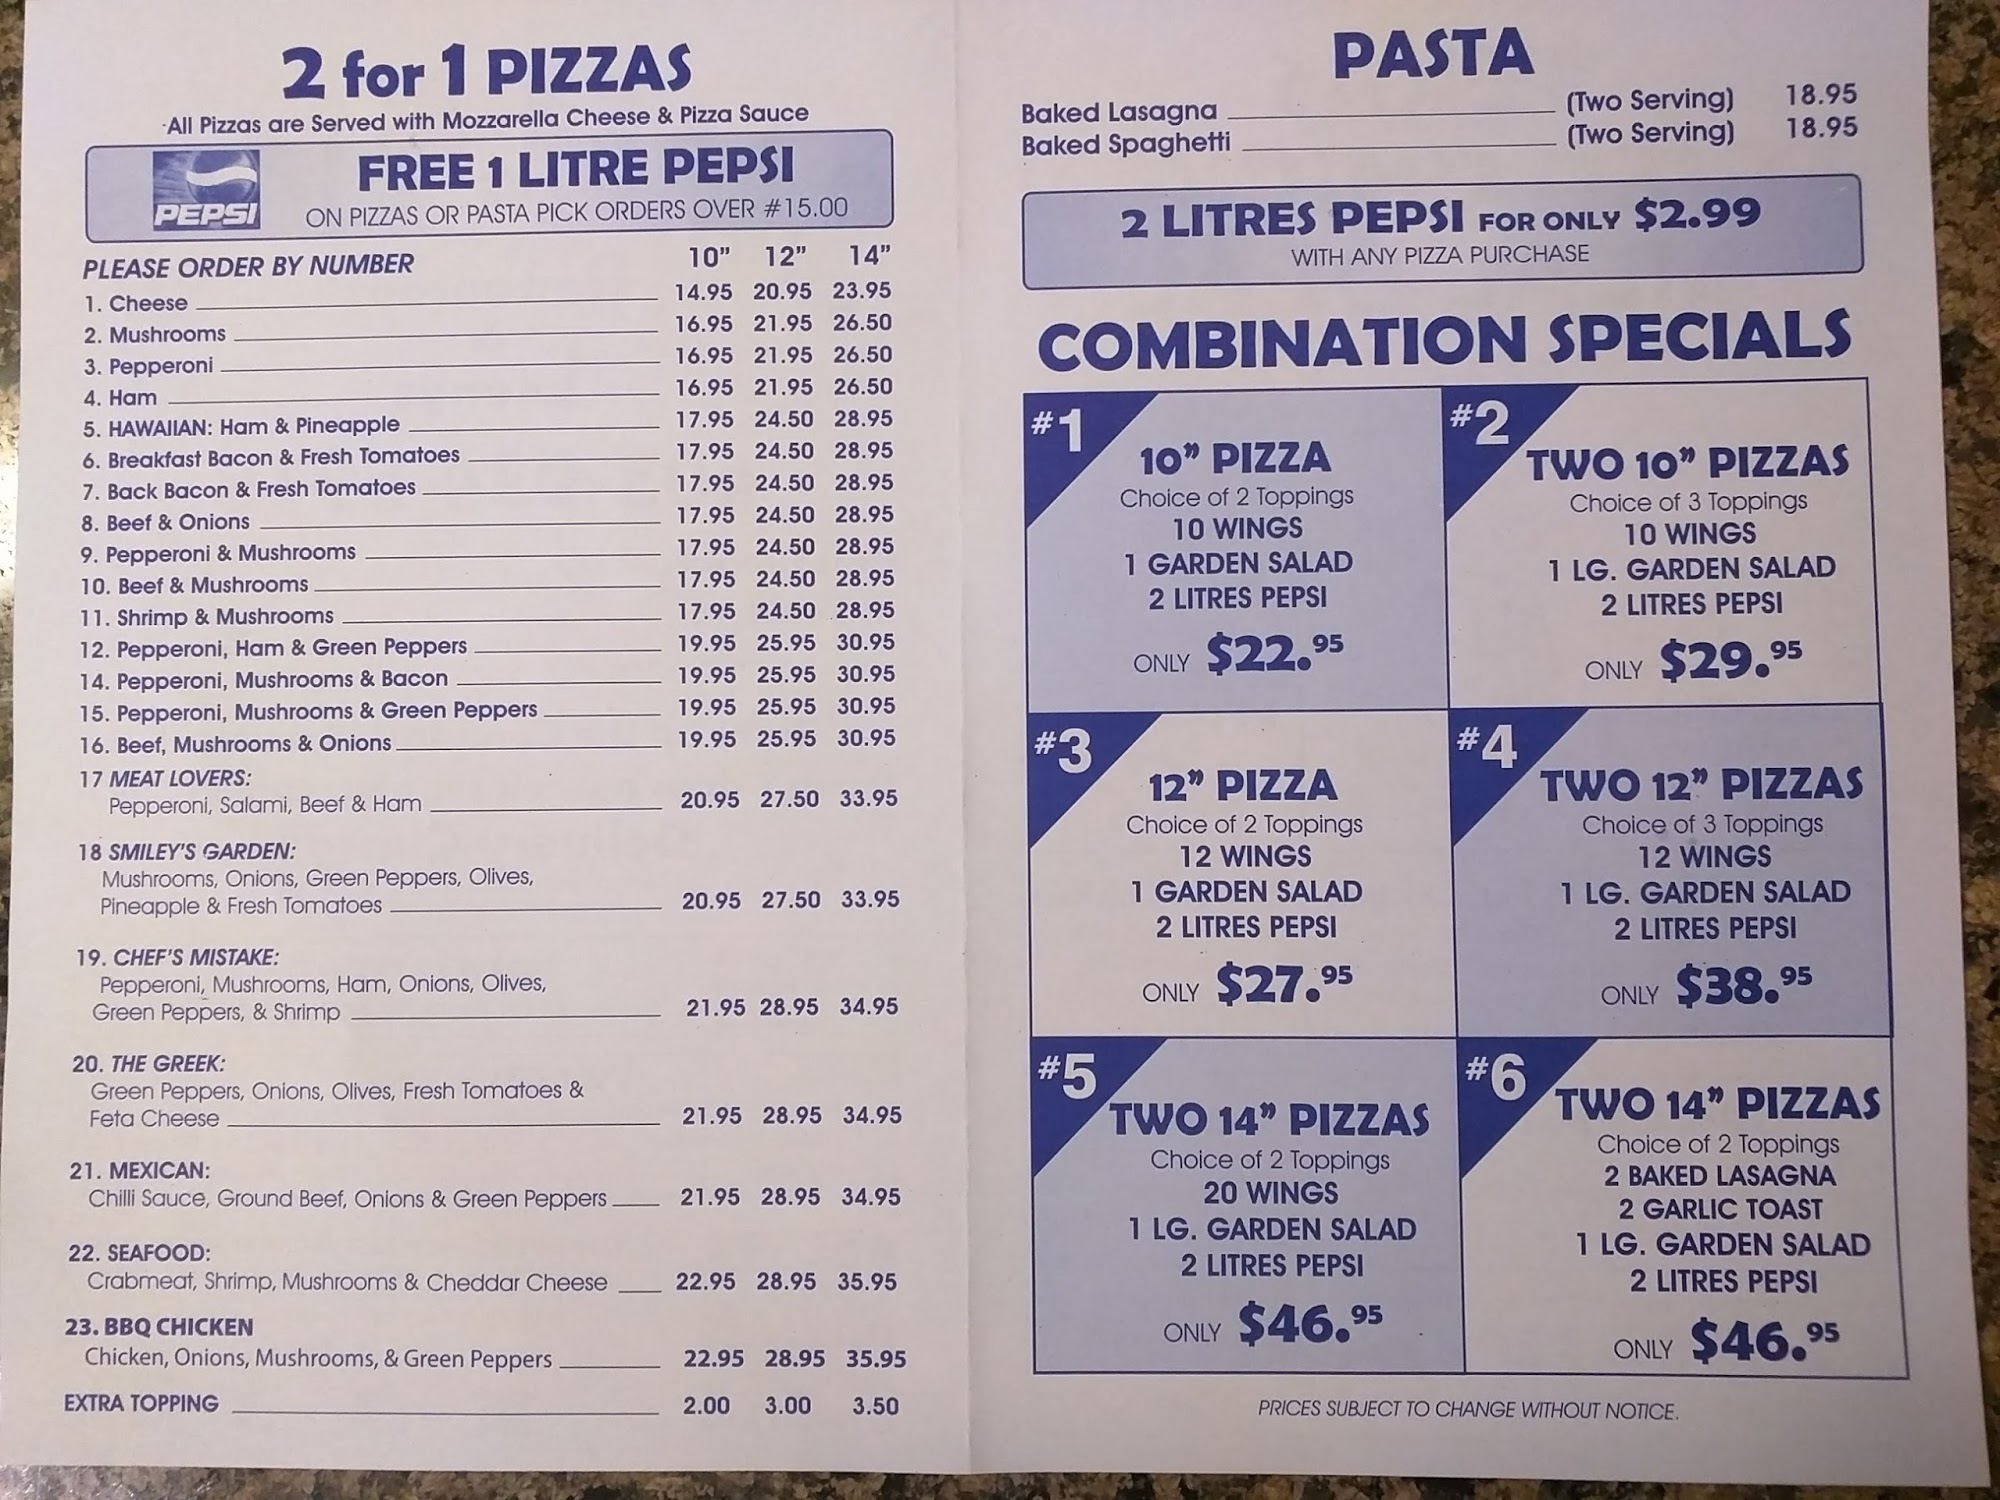 2 for 1 PIZZAS
All Pizzas are Served with Mozzarella Cheese & Pizza Sauce
PEPSI
FREE 1 LITRE PEPSI
ON PIZZAS OR PASTA PICK ORDERS OVER #15.00
PLEASE ORDER BY NUMBER 10” 12” 14”
1. Cheese 14.95 20.95 23.95
2. Mushrooms 16.95 21.95 26.50
3. Pepperoni 16.95 21.95 26.50
4. Ham 16.95 21.95 26.50
5. HAWAIIAN: Ham & Pineapple 17.95 24.50 28.95
6. Breakfast Bacon & Fresh Tomatoes 17.95 24.50 28.95
7. Back Bacon & Fresh Tomatoes 17.95 24.50 28.95
8. Beef & Onions 17.95 24.50 28.95
9. Pepperoni & Mushrooms 17.95 24.50 28.95
10. Beef & Mushrooms 17.95 24.50 28.95
11. Shrimp & Mushrooms 17.95 24.50 28.95
12. Pepperoni, Ham & Green Peppers 19.95 25.95 30.95
14. Pepperoni, Mushrooms & Bacon 19.95 25.95 30.95
15. Pepperoni, Mushrooms & Green Peppers 19.95 25.95 30.95
16. Beef, Mushrooms & Onions 19.95 25.95 30.95
17 MEAT LOVERS:
Pepperoni, Salami, Beef & Ham 20.95 27.50 33.95
18 SMILEY'S GARDEN:
Mushrooms, Onions, Green Peppers, Olives,
Pineapple & Fresh Tomatoes 20.95 27.50 33.95
19. CHEF'S MISTAKE:
Pepperoni, Mushrooms, Ham, Onions, Olives,
Green Peppers, & Shrimp 21.95 28.95 34.95
20. THE GREEK:
Green Peppers, Onions, Olives, Fresh Tomatoes &
Feta Cheese 21.95 28.95 34.95
21. MEXICAN:
Chilli Sauce, Ground Beef, Onions & Green Peppers 21.95 28.95 34.95
22. SEAFOOD:
Crabmeat, Shrimp, Mushrooms & Cheddar Cheese 22.95 28.95 35.95
23. BBQ CHICKEN
Chicken, Onions, Mushrooms, & Green Peppers 22.95 28.95 35.95
EXTRA TOPPING 2.00 3.00 3.50
PASTA
Baked Lasagna (Two Serving) 18.95
Baked Spaghetti (Two Serving) 18.95
2 LITRES PEPSI FOR ONLY $2.99
WITH ANY PIZZA PURCHASE
COMBINATION SPECIALS
#1
10” PIZZA
Choice of 2 Toppings
10 WINGS
1 GARDEN SALAD
2 LITRES PEPSI
ONLY $22.95
#2
TWO 10” PIZZAS
Choice of 3 Toppings
10 WINGS
1 LG. GARDEN SALAD
2 LITRES PEPSI
ONLY $29.95
#3
12” PIZZA
Choice of 2 Toppings
12 WINGS
1 GARDEN SALAD
2 LITRES PEPSI
ONLY $27.95
#4
TWO 12” PIZZAS
Choice of 3 Toppings
12 WINGS
1 LG. GARDEN SALAD
2 LITRES PEPSI
ONLY $38.95
#5
TWO 14” PIZZAS
Choice of 2 Toppings
20 WINGS
1 LG. GARDEN SALAD
2 LITRES PEPSI
ONLY $46.95
#6
TWO 14” PIZZAS
Choice of 2 Toppings
2 BAKED LASAGNA
2 GARLIC TOAST
1 LG. GARDEN SALAD
2 LITRES PEPSI
ONLY $46.95
PRICES SUBJECT TO CHANGE WITHOUT NOTICE.